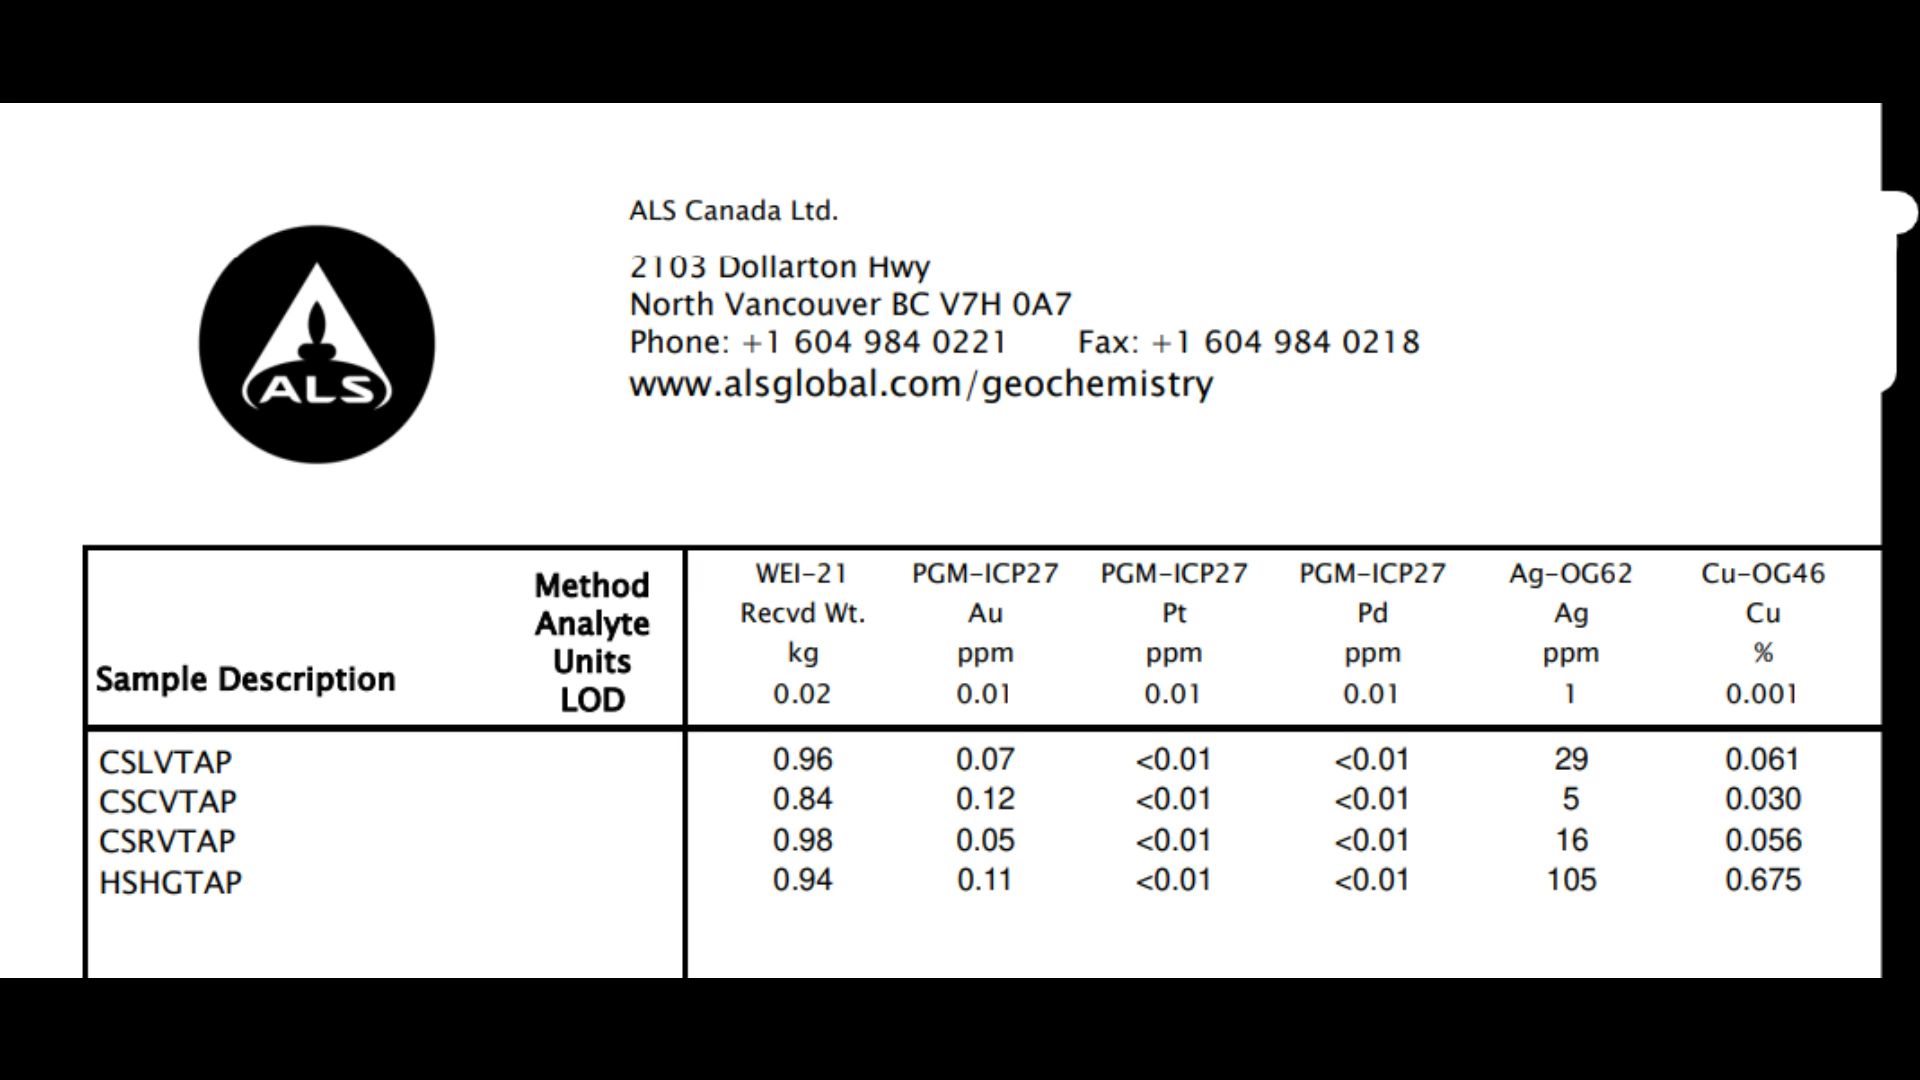 ALS
ALS Canada Ltd.
2103 Dollarton Hwy
North Vancouver BC V7H 0A7
Phone: +1 604 984 0221 Fax: +1 604 984 0218
www.alsglobal.com/geochemistry
Sample Description
Method
Analyte
Units
LOD
WEI-21 PGM-ICP27 PGM-ICP27 PGM-ICP27 Ag-OG62 Cu-OG46
Recvd Wt. Au Pt Pd Ag Cu
kg ppm ppm ppm ppm %
0.02 0.01 0.01 0.01 1 0.001
CSLVTAP 0.96 0.07 <0.01 <0.01 29 0.061
CSCVTAP 0.84 0.12 <0.01 <0.01 5 0.030
CSRVTAP 0.98 0.05 <0.01 <0.01 16 0.056
HSHGTAP 0.94 0.11 <0.01 <0.01 105 0.675